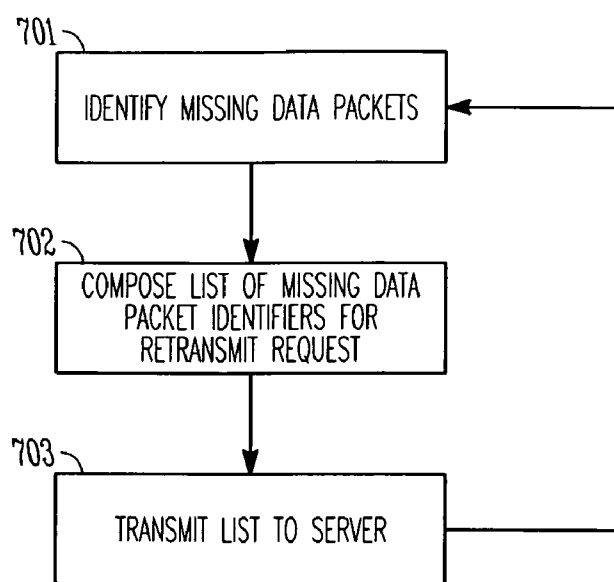 701
IDENTIFY MISSING DATA PACKETS
702
COMPOSE LIST OF MISSING DATA
PACKET IDENTIFIERS FOR
RETRANSMIT REQUEST
703
TRANSMIT LIST TO SERVER